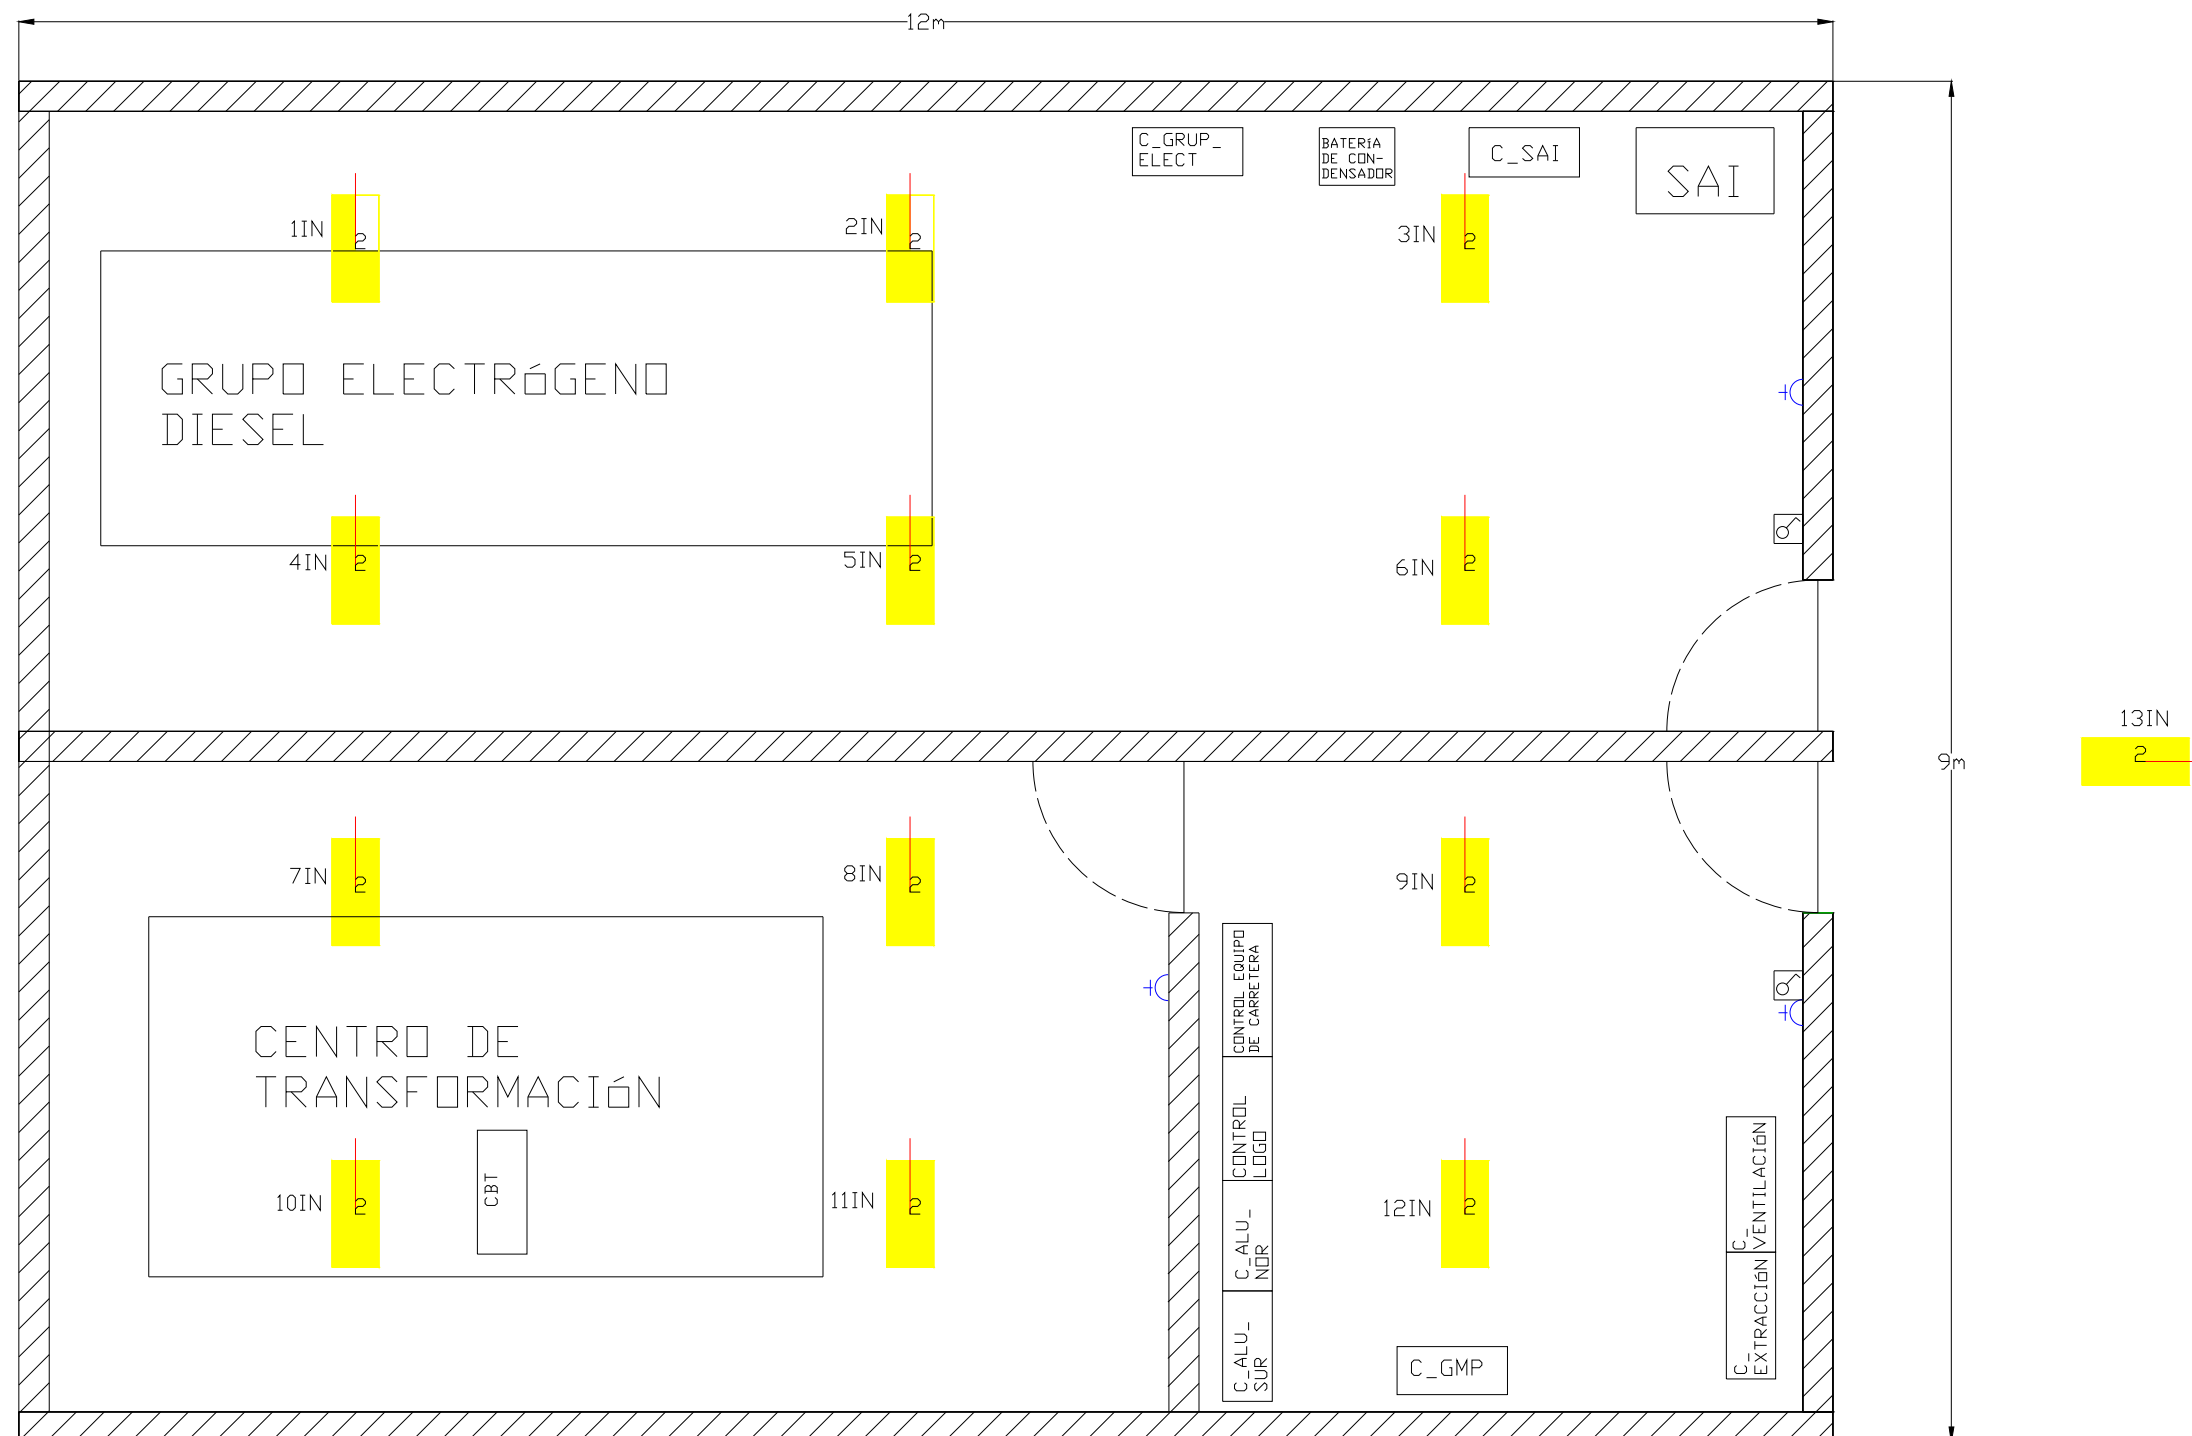 12m
C_GRUP_
ELECT
BATERíA
DE CON-
DENSADOR
C_SAI
SAI
1IN
2
2IN
2
3IN
2
GRUPO ELECTRóGENO
DIESEL
4IN
2
5IN
2
6IN
2
13IN
2
9m
7IN
2
8IN
2
9IN
2
CONTROL EQUIPO
DE CARRETERA
CENTRO DE
TRANSFORMACIóN
CONTROL
LOGO
CBT
10IN
2
11IN
2
12IN
2
C_ALU_
NOR
C_
VENTILACIóN
C_ALU_
SUR
C_GMP
C_
EXTRACCIóN